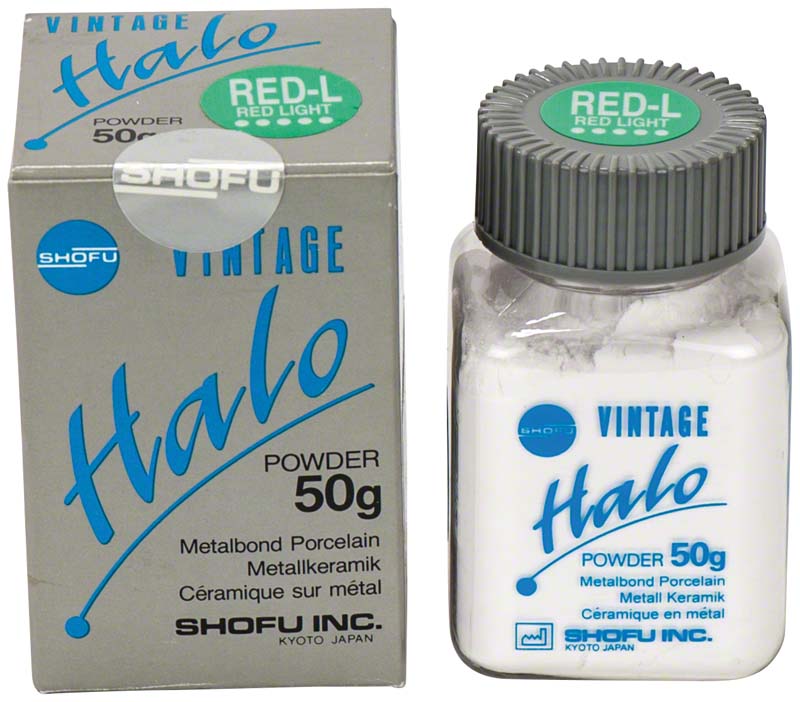 VINTAGE
Halo
RED-L
RED LIGHT
POWDER
50g
SHOFU
SHOFU
VINTAGE
Halo
POWDER
50g
Metalbond Porcelain
Metallkeramik
Céramique sur métal
SHOFU INC.
KYOTO JAPAN
RED-L
RED LIGHT
SHOFU
VINTAGE
Halo
POWDER 50g
Metalbond Porcelain
Metall Keramik
Céramique en métal
SHOFU INC.
KYOTO JAPAN